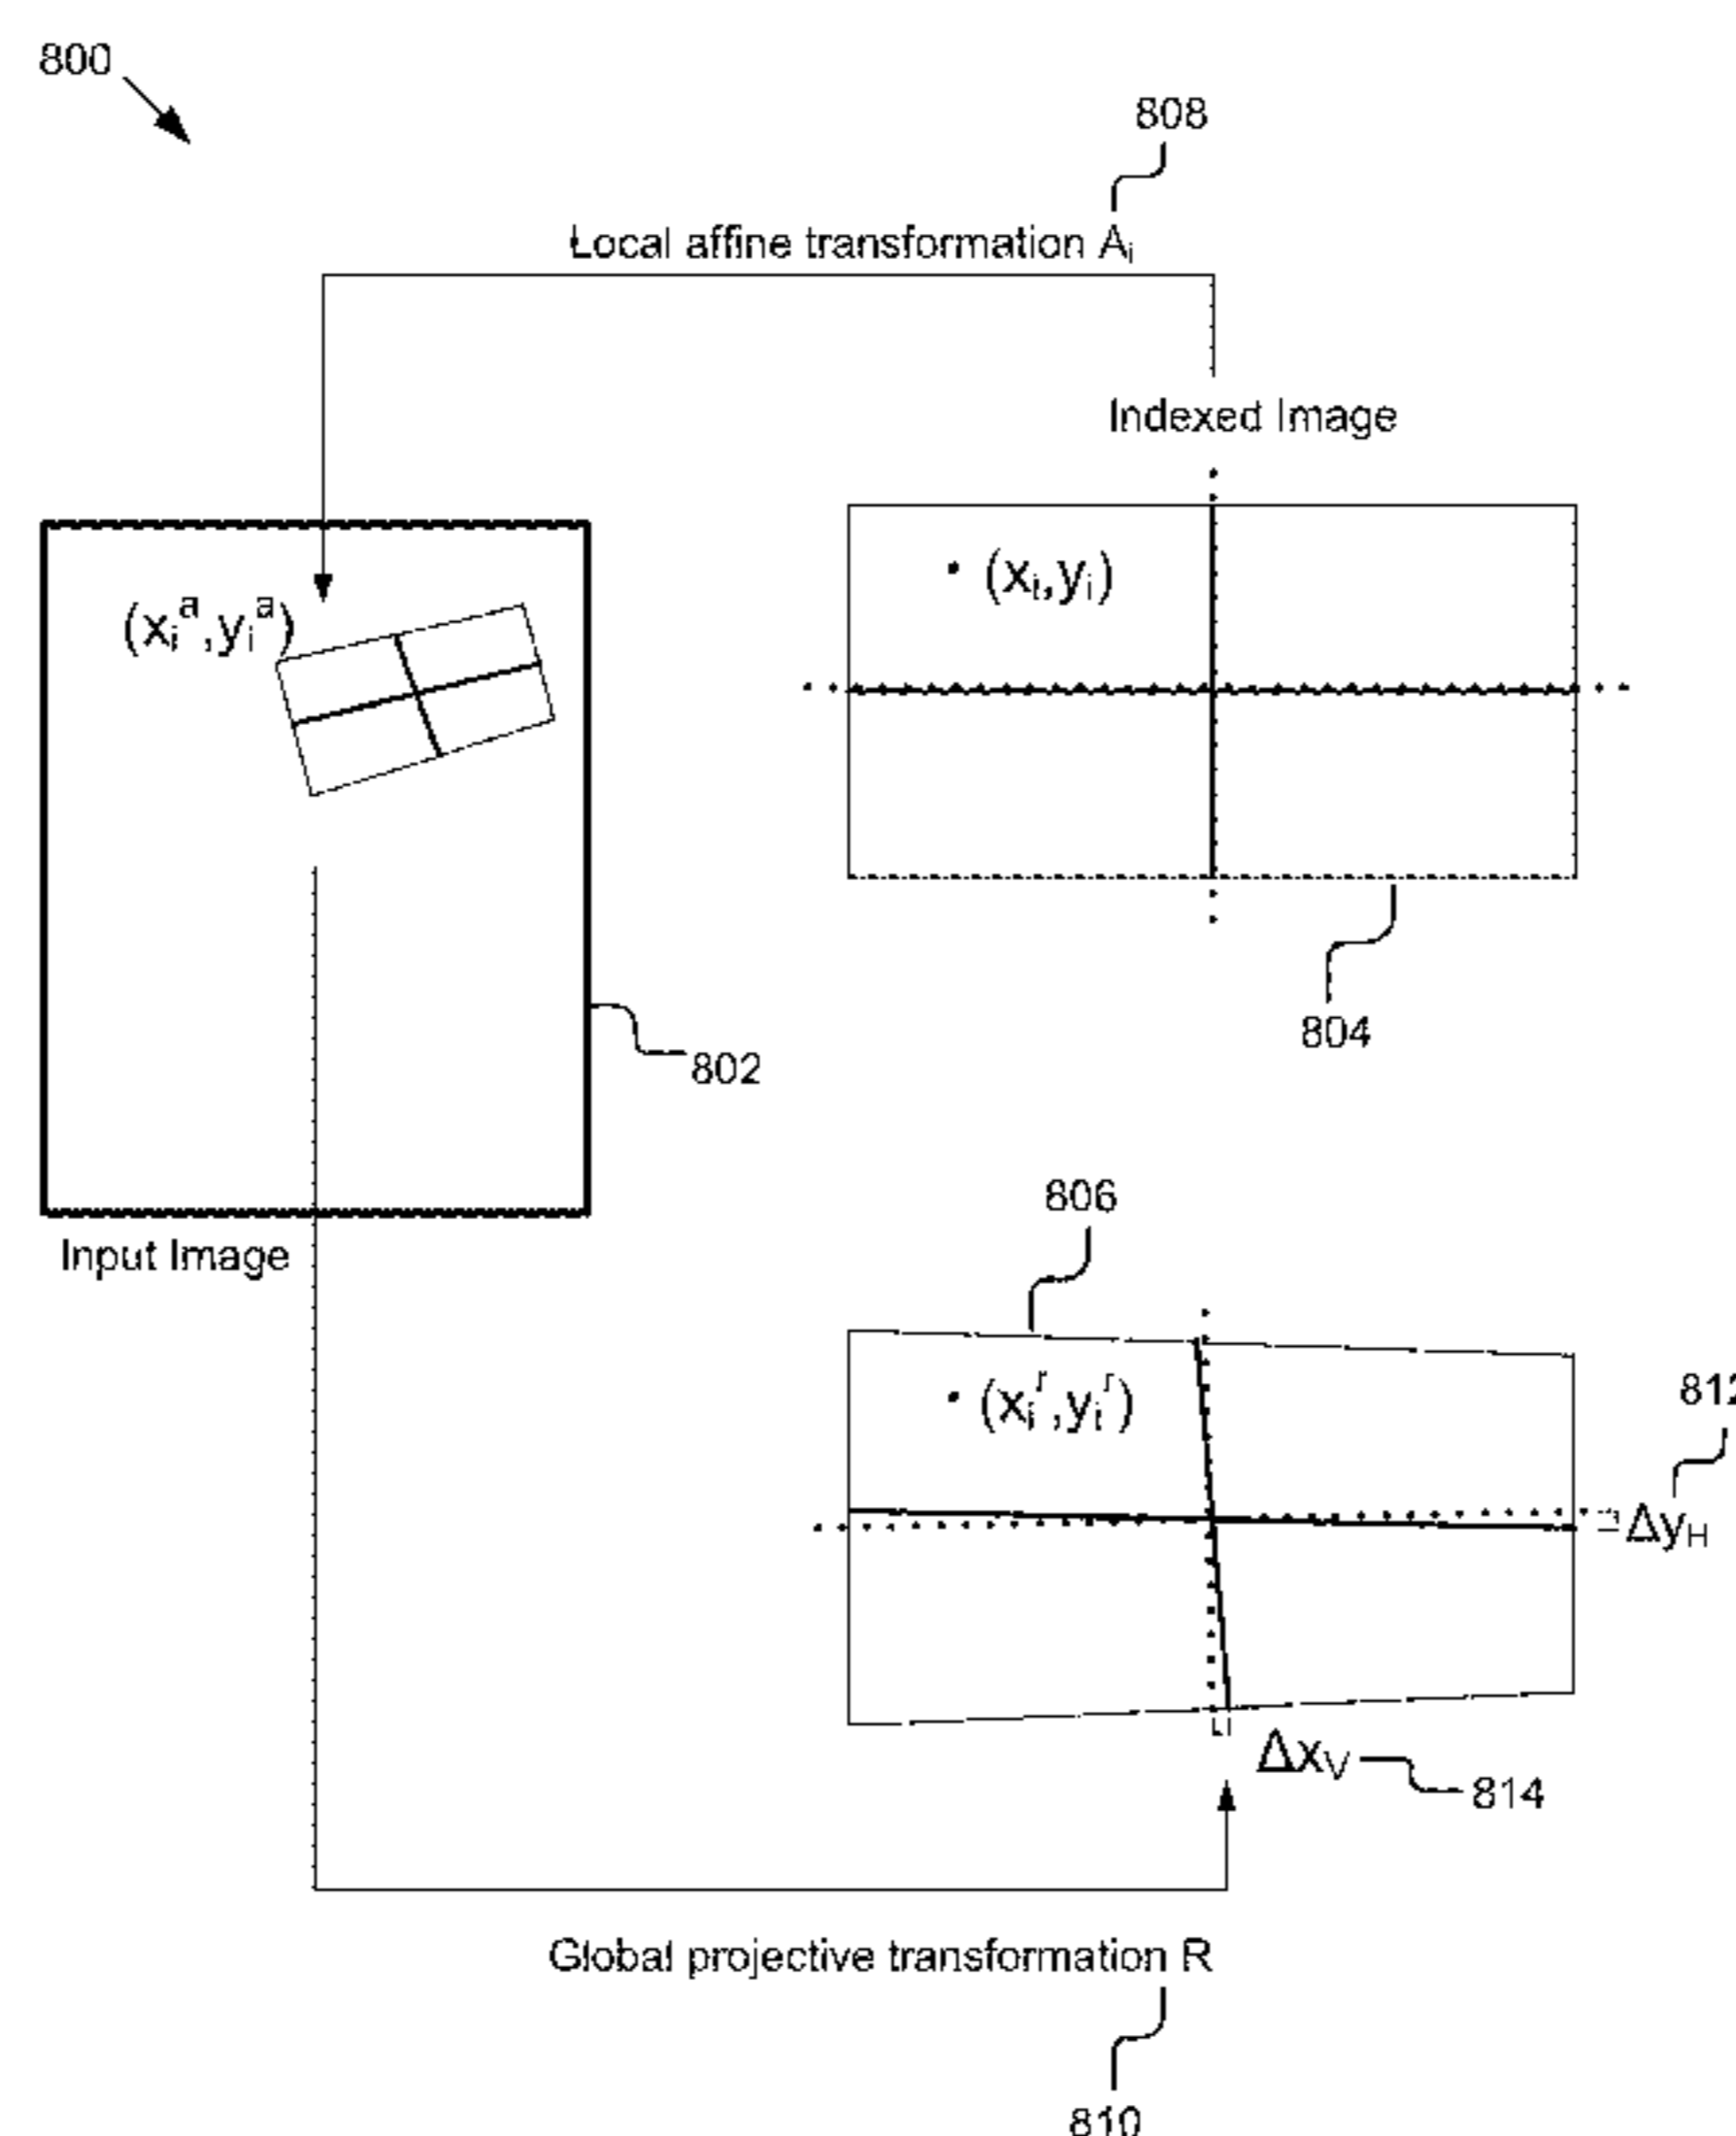 800
808
Local affine transformation Aᵢ
Indexed Image
(xᵢ,yᵢ)
(xᵢᵃ,yᵢᵃ)
804
802
Input Image
806
(xᵢʳ,yᵢʳ)
812
Δy_H
Δx_V
814
Global projective transformation R
810